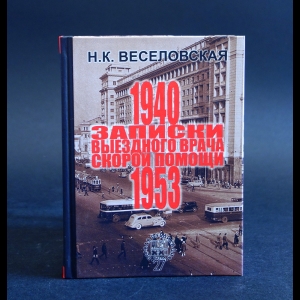 Н.К. ВЕСЕЛОВСКАЯ
1940
ЗАПИСКИ
ВЫЕЗДНОГО ВРАЧА
СКОРОЙ ПОМОЩИ
1953